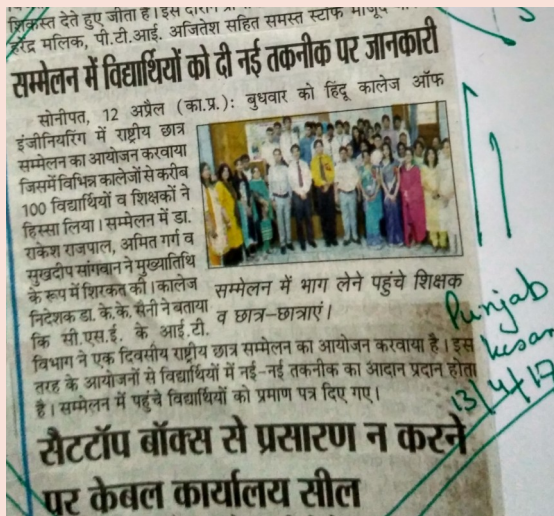 शिकस्त देते हुए जीता है। इस दौरान
हरेंद्र मलिक, पी.टी.आई. अजितेश सहित समस्त स्टाफ मौजूद
सम्मेलन में विद्यार्थियों को दी नई तकनीक पर जानकारी
सोनीपत, 12 अप्रैल (का.प्र.): बुधवार को हिंदू कालेज ऑफ
इंजीनियरिंग में राष्ट्रीय छात्र
सम्मेलन का आयोजन करवाया
जिसमें विभिन्न कालेजों से करीब
100 विद्यार्थियों व शिक्षकों ने
हिस्सा लिया। सम्मेलन में डा.
राकेश राजपाल, अमित गर्ग व
सुखदीप सांगवान ने मुख्यातिथि
के रूप में शिरकत की। कालेज
निदेशक डा. के.के. सैनी ने बताया
कि सी.एस.ई. के आई.टी.
सम्मेलन में भाग लेने पहुंचे शिक्षक
व छात्र-छात्राएं।
विभाग ने एक दिवसीय राष्ट्रीय छात्र सम्मेलन का आयोजन करवाया है। इस
तरह के आयोजनों से विद्यार्थियों में नई-नई तकनीक का आदान प्रदान होता
है। सम्मेलन में पहुंचे विद्यार्थियों को प्रमाण पत्र दिए गए।
Punjab
Kesari
13/4/17
सैटटॉप बॉक्स से प्रसारण न करने
पर केबल कार्यालय सील